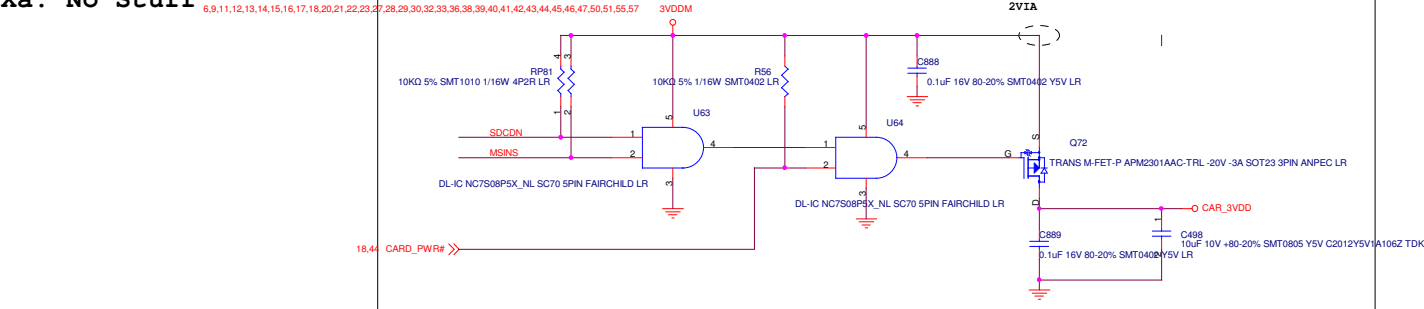 xa: No Stuff
6,9,11,12,13,14,15,16,17,18,20,21,22,23,27,28,29,30,32,33,36,38,39,40,41,42,43,44,45,46,47,50,51,55,57
3VDDM
2VIA
4
3
RP81
10KΩ 5% SMT1010 1/16W 4P2R LR
1
2
R56
10KΩ 5% 1/16W SMT0402 LR
C888
0.1uF 16V 80-20% SMT0402 Y5V LR
U63
5
SDCDN
1
MSINS
2
4
3
DL-IC NC7S08P5X_NL SC70 5PIN FAIRCHILD LR
U64
5
1
2
4
3
DL-IC NC7S08P5X_NL SC70 5PIN FAIRCHILD LR
S
Q72
G
TRANS M-FET-P APM2301AAC-TRL -20V -3A SOT23 3PIN ANPEC LR
D
CAR_3VDD
18,44 CARD_PWR#
C889
0.1uF 16V 80-20% SMT0402 Y5V LR
1
C498
10uF 10V +80-20% SMT0805 Y5V C2012Y5V1A106Z TDK
2